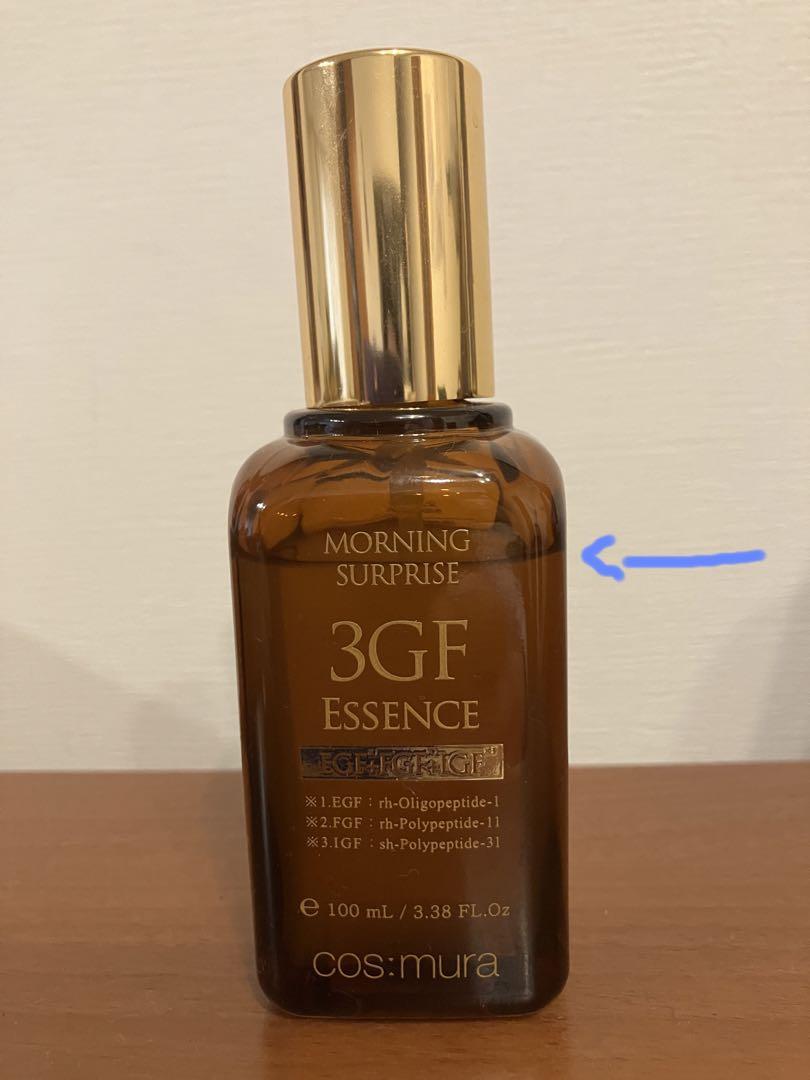 MORNING
SURPRISE
3GF
ESSENCE
EGF+FGF+IGF
※1.EGF : rh-Oligopeptide-1
※2.FGF : rh-Polypeptide-11
※3.IGF : sh-Polypeptide-31
℮ 100 mL / 3.38 FL.Oz
cos:mura